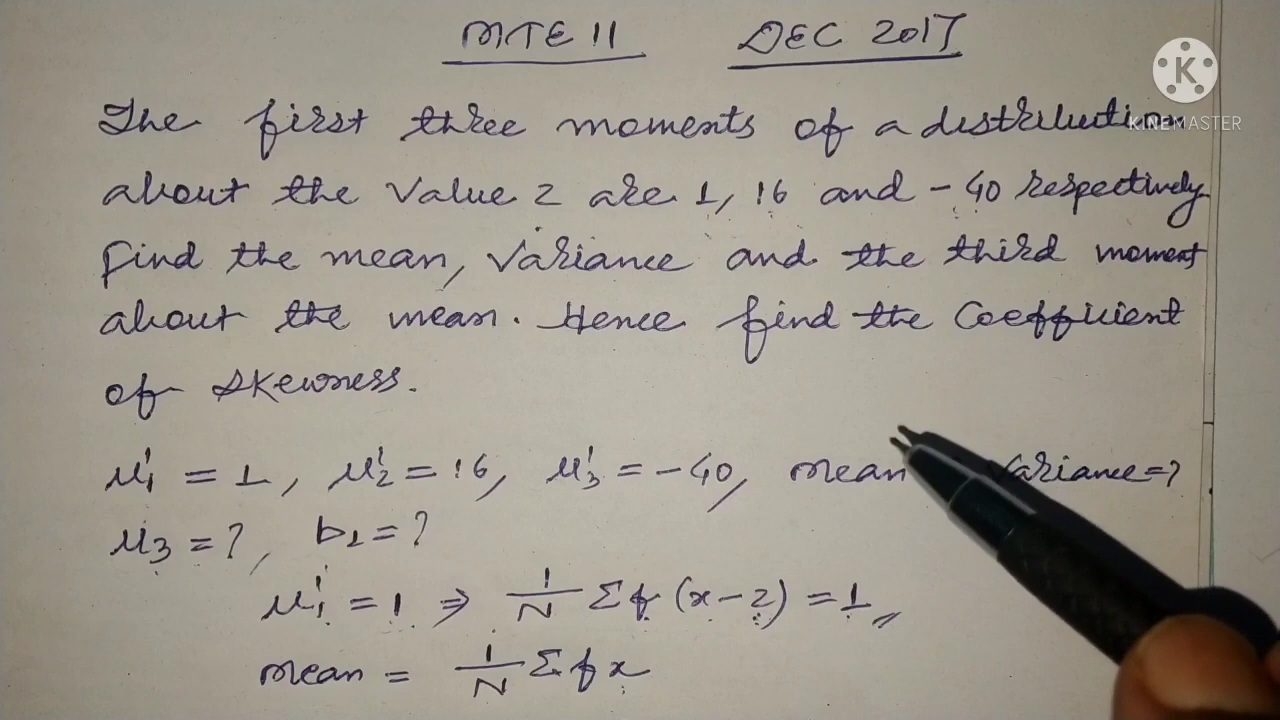 MTE 11 DEC 2017
K
KINEMASTER
The first three moments of a distribution
about the value 2 are 1, 16 and - 40 respectively
find the mean, Variance and the third moment
about the mean. Hence find the Coefficient
of Skewness.
μ'₁ = 1, μ'₂ = 16, μ'₃ = -40, mean Variance = ?
μ₃ = ?, b₁ = ?
μ'₁ = 1 ⇒ 1/N Σf(x-2) = 1
mean = 1/N Σfx